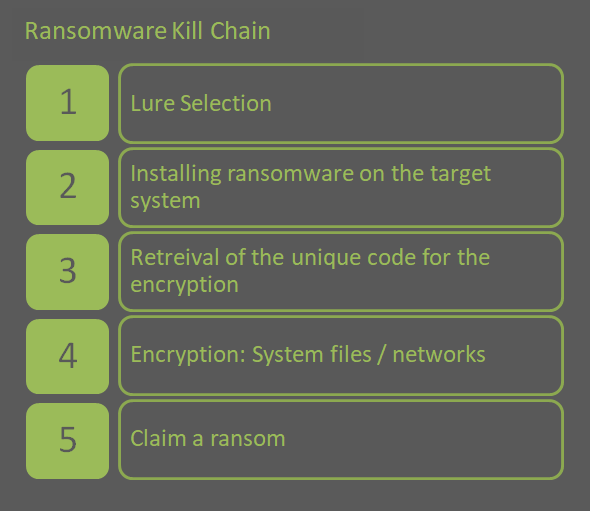 Ransomware Kill Chain
1
Lure Selection
2
Installing ransomware on the target
system
3
Retreival of the unique code for the
encryption
4
Encryption: System files / networks
5
Claim a ransom